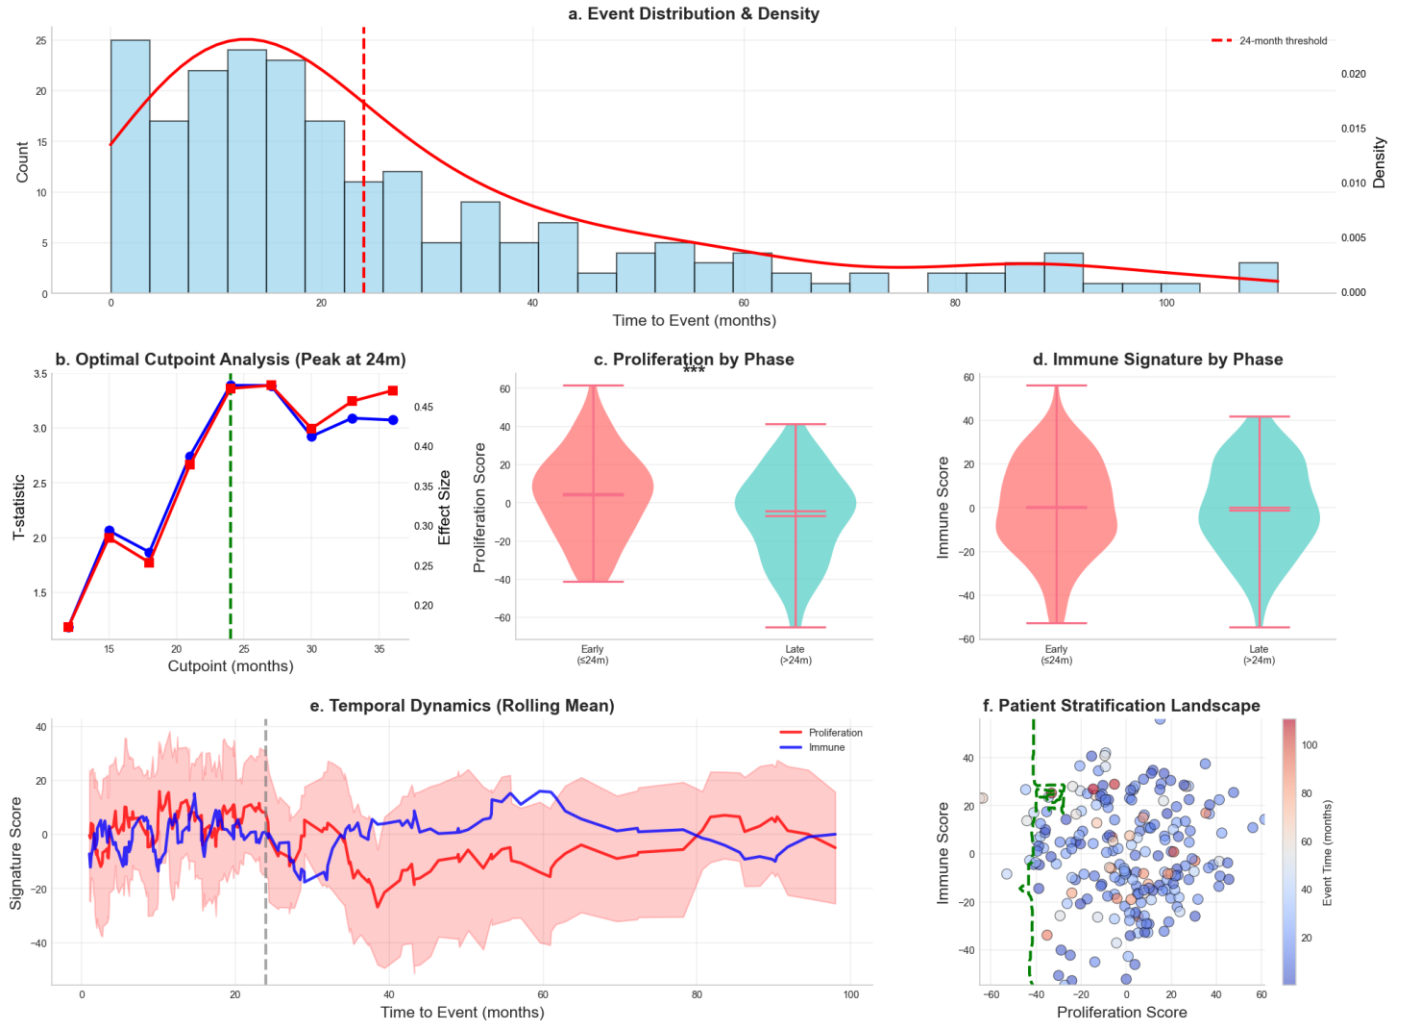 a. Event Distribution & Density
24-month threshold
25
20
15
10
5
0
Count
0.020
0.015
0.010
0.005
0.000
Density
0 20 40 60 80 100
Time to Event (months)
b. Optimal Cutpoint Analysis (Peak at 24m)
3.5
3.0
2.5
2.0
1.5
T-statistic
0.45
0.40
0.35
0.30
0.25
0.20
Effect Size
15 20 25 30 35
Cutpoint (months)
c. Proliferation by Phase
***
60
40
20
0
−20
−40
−60
Proliferation Score
Early
(≤24m)
Late
(>24m)
d. Immune Signature by Phase
60
40
20
0
−20
−40
−60
Immune Score
Early
(≤24m)
Late
(>24m)
e. Temporal Dynamics (Rolling Mean)
Proliferation
Immune
40
20
0
−20
−40
Signature Score
0 20 40 60 80 100
Time to Event (months)
f. Patient Stratification Landscape
40
20
0
−20
−40
Immune Score
−60 −40 −20 0 20 40 60
Proliferation Score
100
80
60
40
20
Event Time (months)